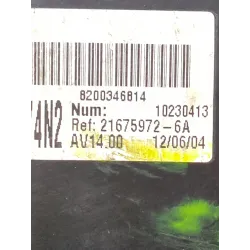 8200346814
4N2
Num: 10230413
Ref: 21675972-6A
AV14.00 12/06/04